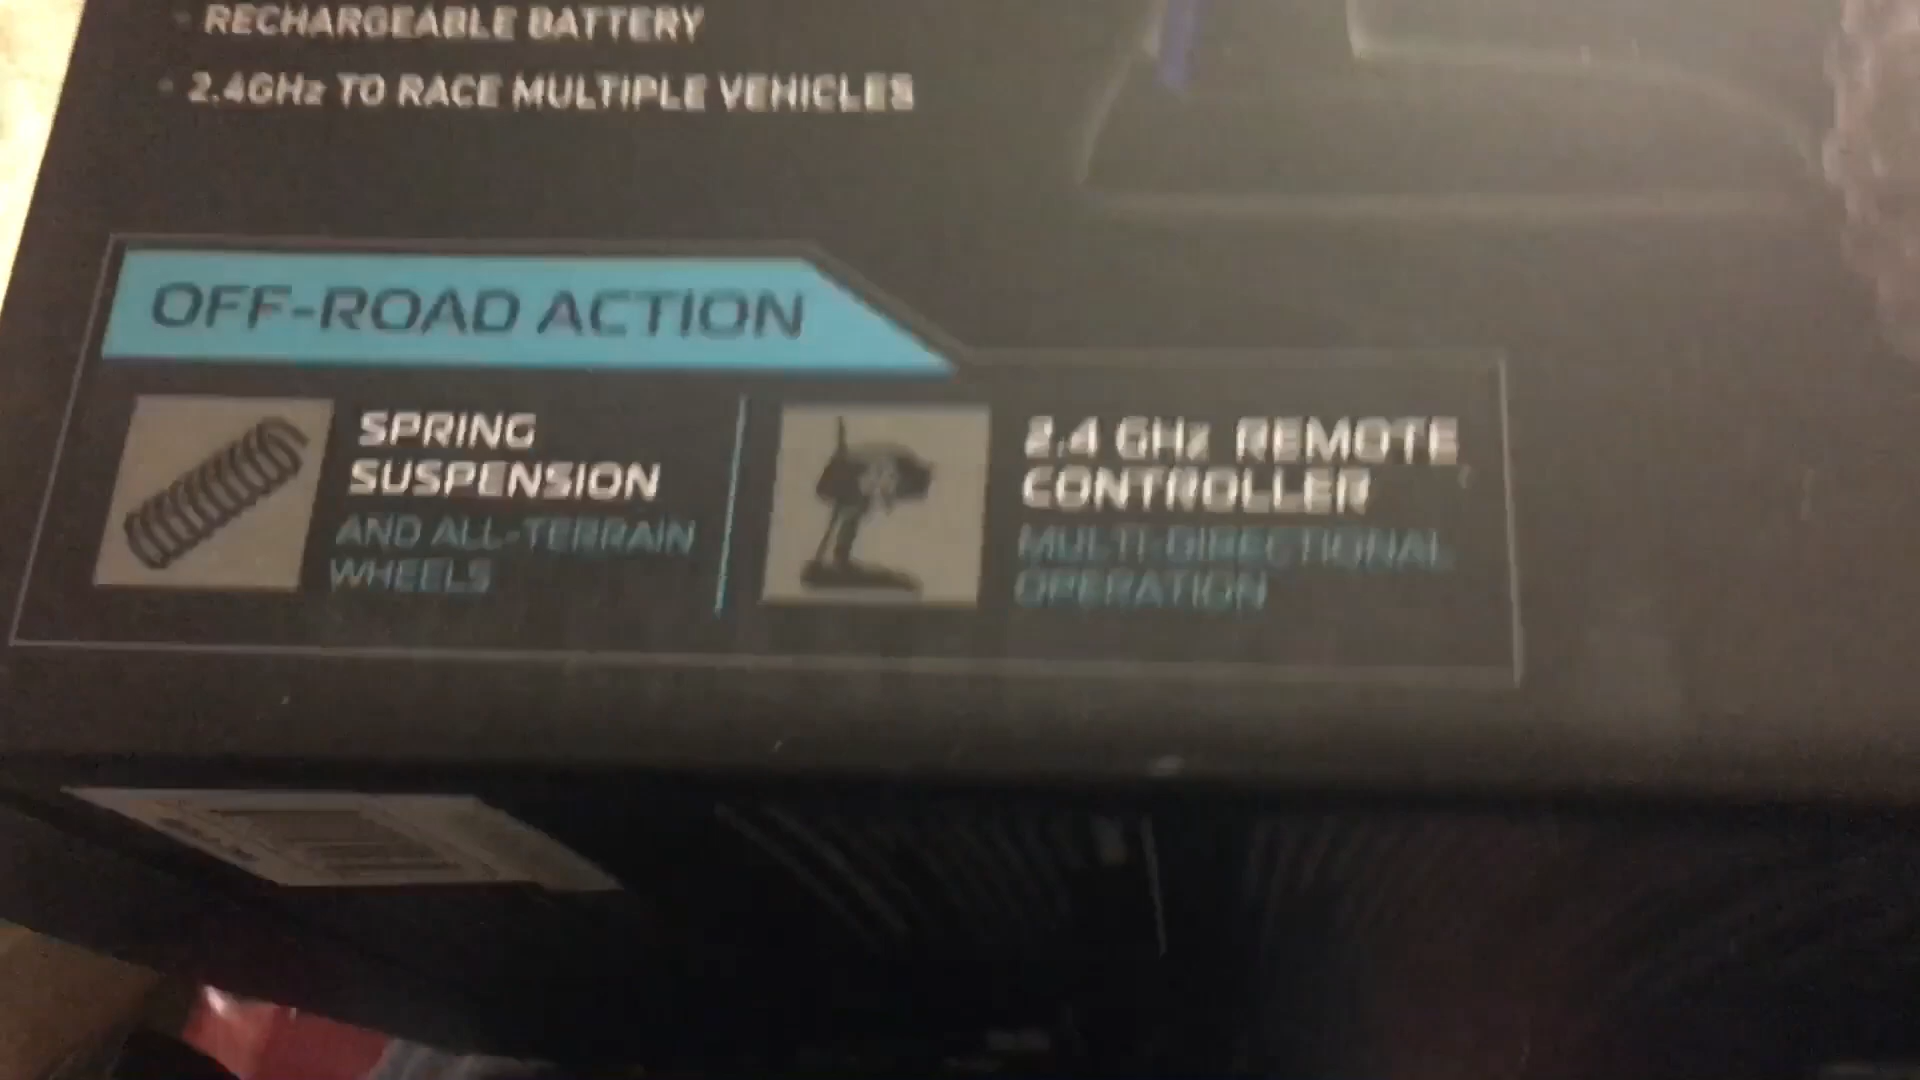 RECHARGEABLE BATTERY
2.4GHz TO RACE MULTIPLE VEHICLES
OFF-ROAD ACTION
SPRING
SUSPENSION
AND ALL-TERRAIN
WHEELS
2.4 GHz REMOTE
CONTROLLER
MULTI-DIRECTIONAL
OPERATION